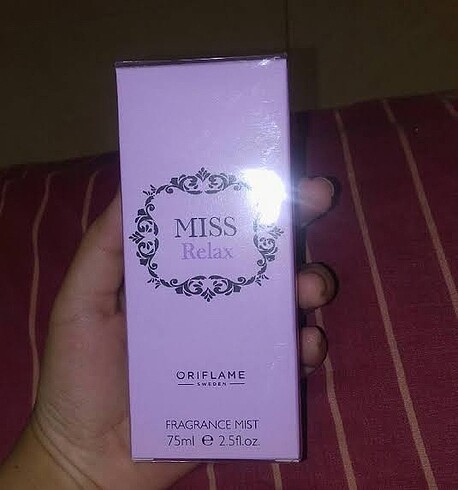 MISS
Relax
ORIFLAME
SWEDEN
FRAGRANCE MIST
75ml e 2.5fl.oz.